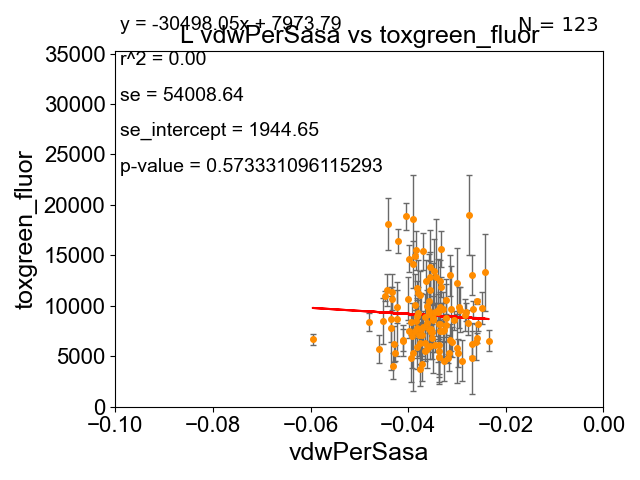 y = -30498.05x + 7973.79
N = 123
L vdwPerSasa vs toxgreen_fluor
r^2 = 0.00
se = 54008.64
se_intercept = 1944.65
p-value = 0.573331096115293
35000
30000
25000
20000
15000
10000
5000
0
toxgreen_fluor
−0.10 −0.08 −0.06 −0.04 −0.02 0.00
vdwPerSasa